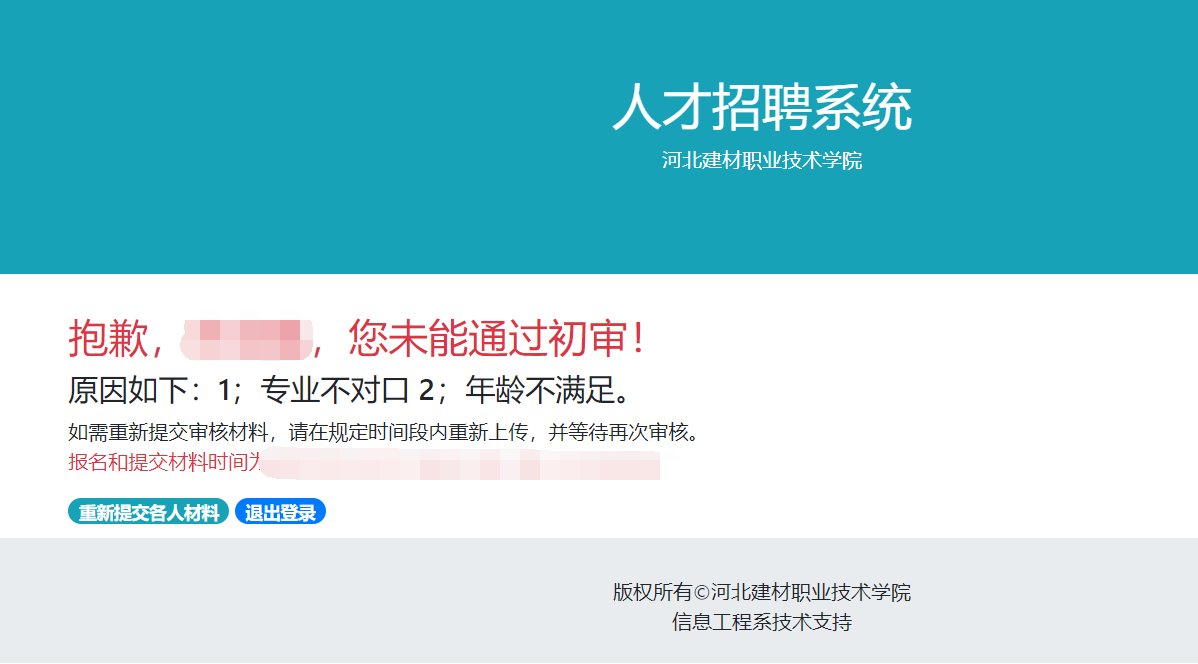 人才招聘系统
河北建材职业技术学院
抱歉，，您未能通过初审！
原因如下：1；专业不对口 2；年龄不满足。
如需重新提交审核材料，请在规定时间段内重新上传，并等待再次审核。
报名和提交材料时间为
重新提交各人材料 退出登录
版权所有©河北建材职业技术学院
信息工程系技术支持